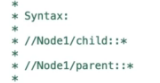 *
* Syntax:
*
* //Node1/child::*
*
* //Node1/parent::*
*